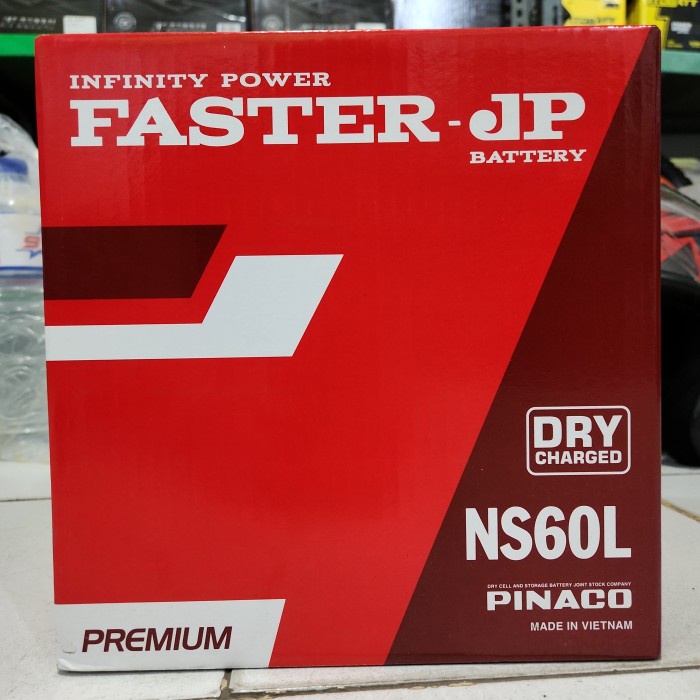 INFINITY POWER
FASTER-JP
BATTERY
DRY
CHARGED
NS60L
DRY CELL AND STORAGE BATTERY JOINT STOCK COMPANY
PINACO
MADE IN VIETNAM
PREMIUM